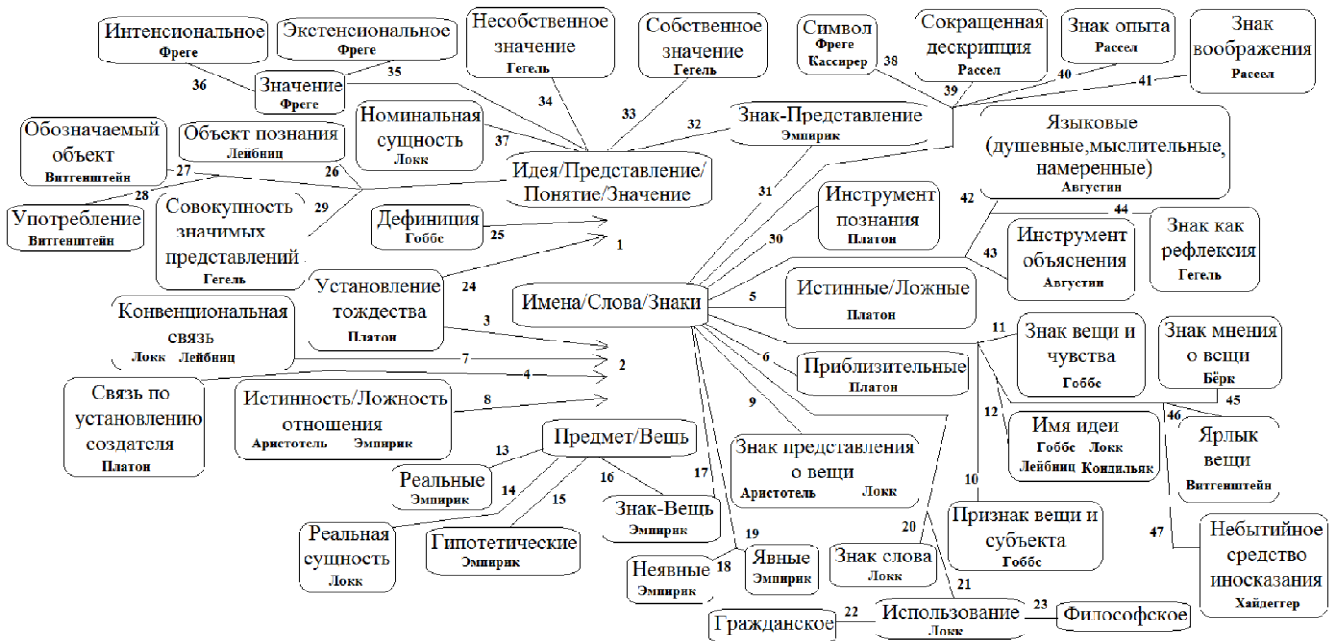 Интенсиональное
Фреге
36
Экстенсиональное
Фреге
35
Значение
Фреге
Несобственное
значение
Гегель
34
Собственное
значение
Гегель
33
Символ
Фреге
Кассирер
38
Сокращенная
дескрипция
Рассел
39
Знак опыта
Рассел
40
Знак
воображения
Рассел
41
Обозначаемый
объект
Витгенштейн
27
Объект познания
Лейбниц
26
Номинальная
сущность
Локк
37
32
Знак-Представление
Эмпирик
31
Языковые
(душевные,мыслительные,
намеренные)
Августин
42
44
Идея/Представление/
Понятие/Значение
Употребление
Витгенштейн
28
Совокупность
значимых
представлений
Гегель
29
Дефиниция
Гоббс
25
1
Инструмент
познания
Платон
30
43
Инструмент
объяснения
Августин
Знак как
рефлексия
Гегель
Установление
тождества
Платон
24
3
Имена/Слова/Знаки
5
Истинные/Ложные
Платон
Конвенциональная
связь
Локк Лейбниц
7
4
2
6
Приблизительные
Платон
11
Знак вещи и
чувства
Гоббс
Знак мнения
о вещи
Бёрк
45
Связь по
установлению
создателя
Платон
Истинность/Ложность
отношения
Аристотель Эмпирик
8
9
12
Имя идеи
Гоббс Локк
Лейбниц Кондильяк
46
Ярлык
вещи
Витгенштейн
Предмет/Вещь
13
Реальные
Эмпирик
14
15
16
17
Знак представления
о вещи
Аристотель Локк
10
Знак-Вещь
Эмпирик
Реальная
сущность
Локк
Гипотетические
Эмпирик
19
Неявные
Эмпирик
18
Явные
Эмпирик
20
Знак слова
Локк
Признак вещи и
субъекта
Гоббс
47
Небытийное
средство
иносказания
Хайдеггер
21
Гражданское
22
Использование
Локк
23
Философское